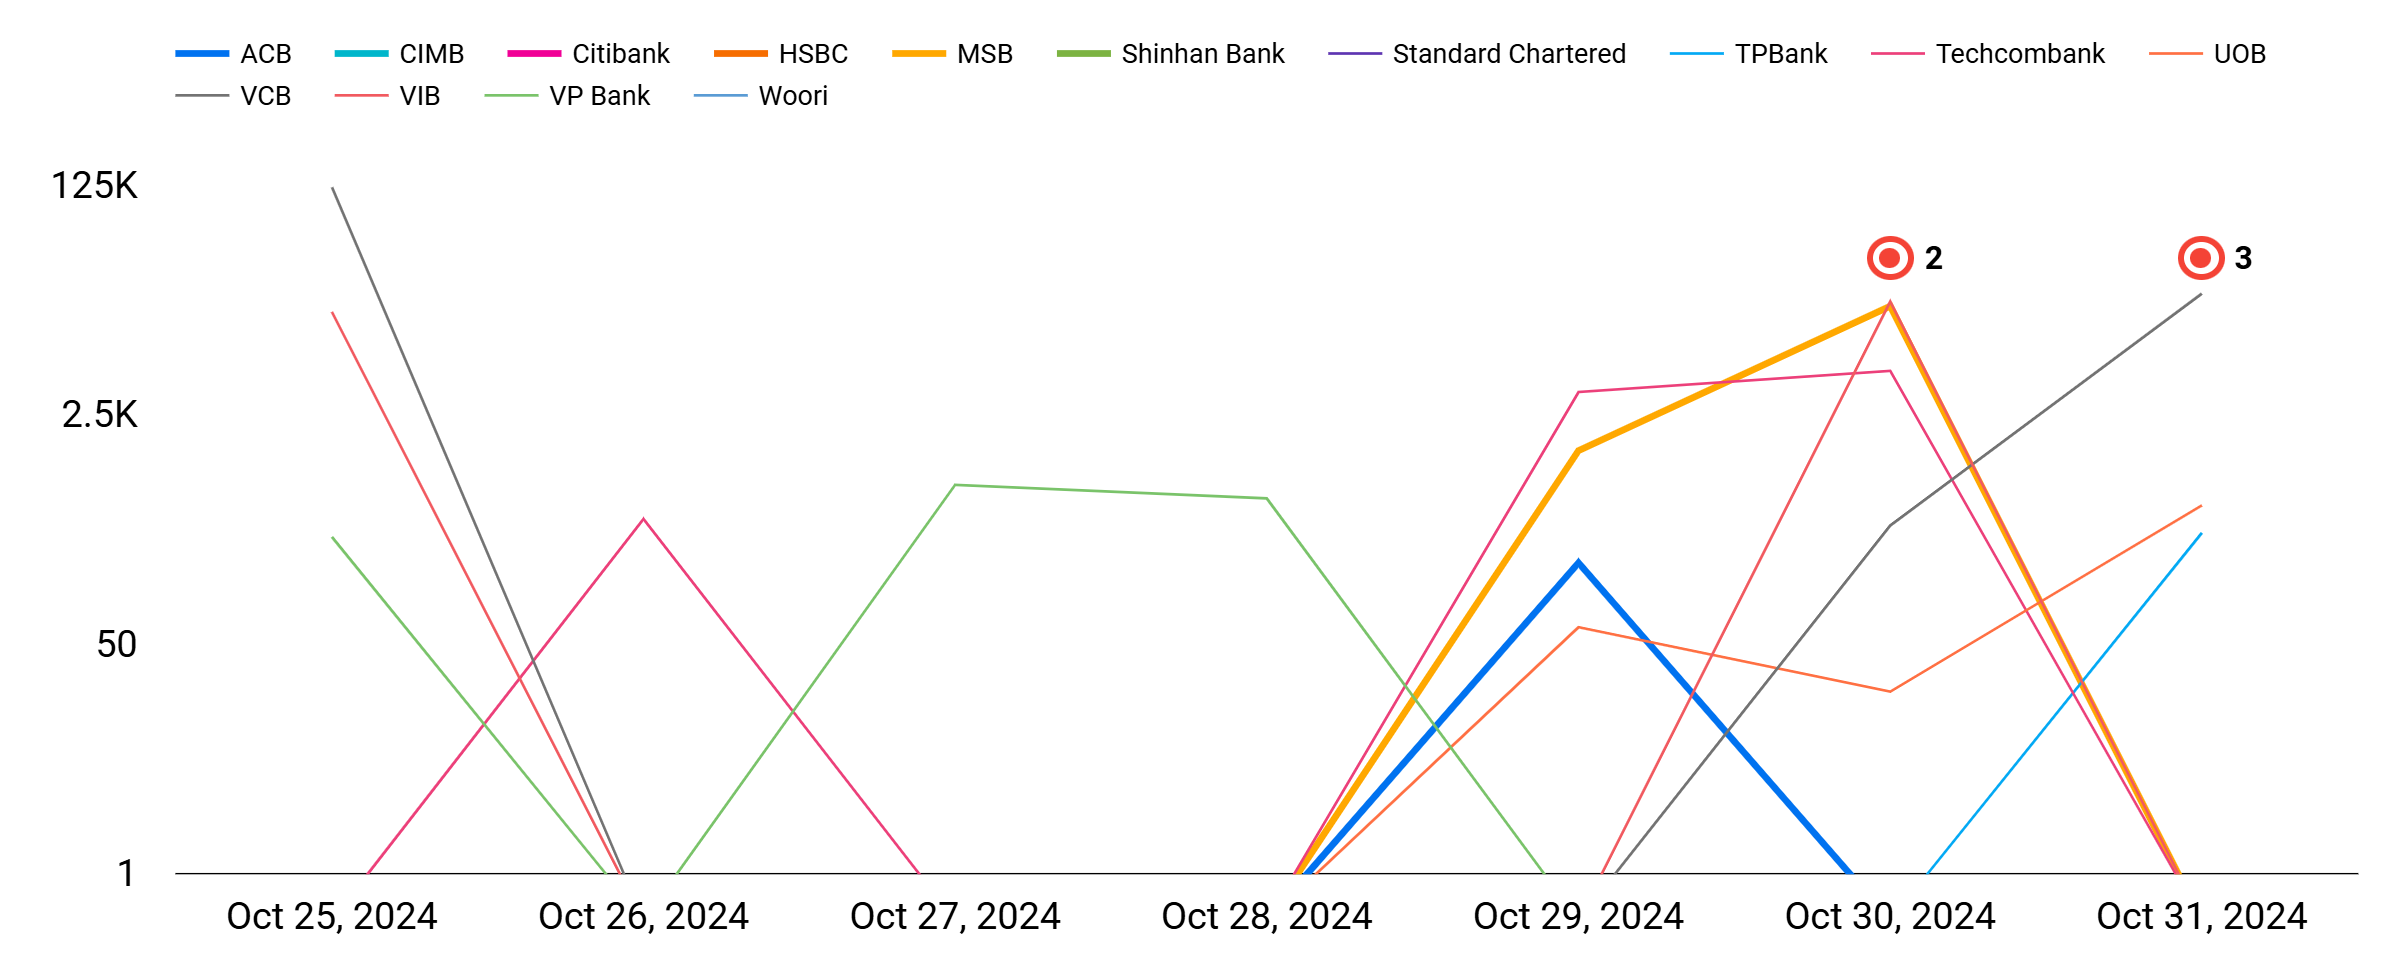 ACB CIMB Citibank HSBC MSB Shinhan Bank Standard Chartered TPBank Techcombank UOB
VCB VIB VP Bank Woori
125K
2 3
2.5K
50
1
Oct 25, 2024 Oct 26, 2024 Oct 27, 2024 Oct 28, 2024 Oct 29, 2024 Oct 30, 2024 Oct 31, 2024